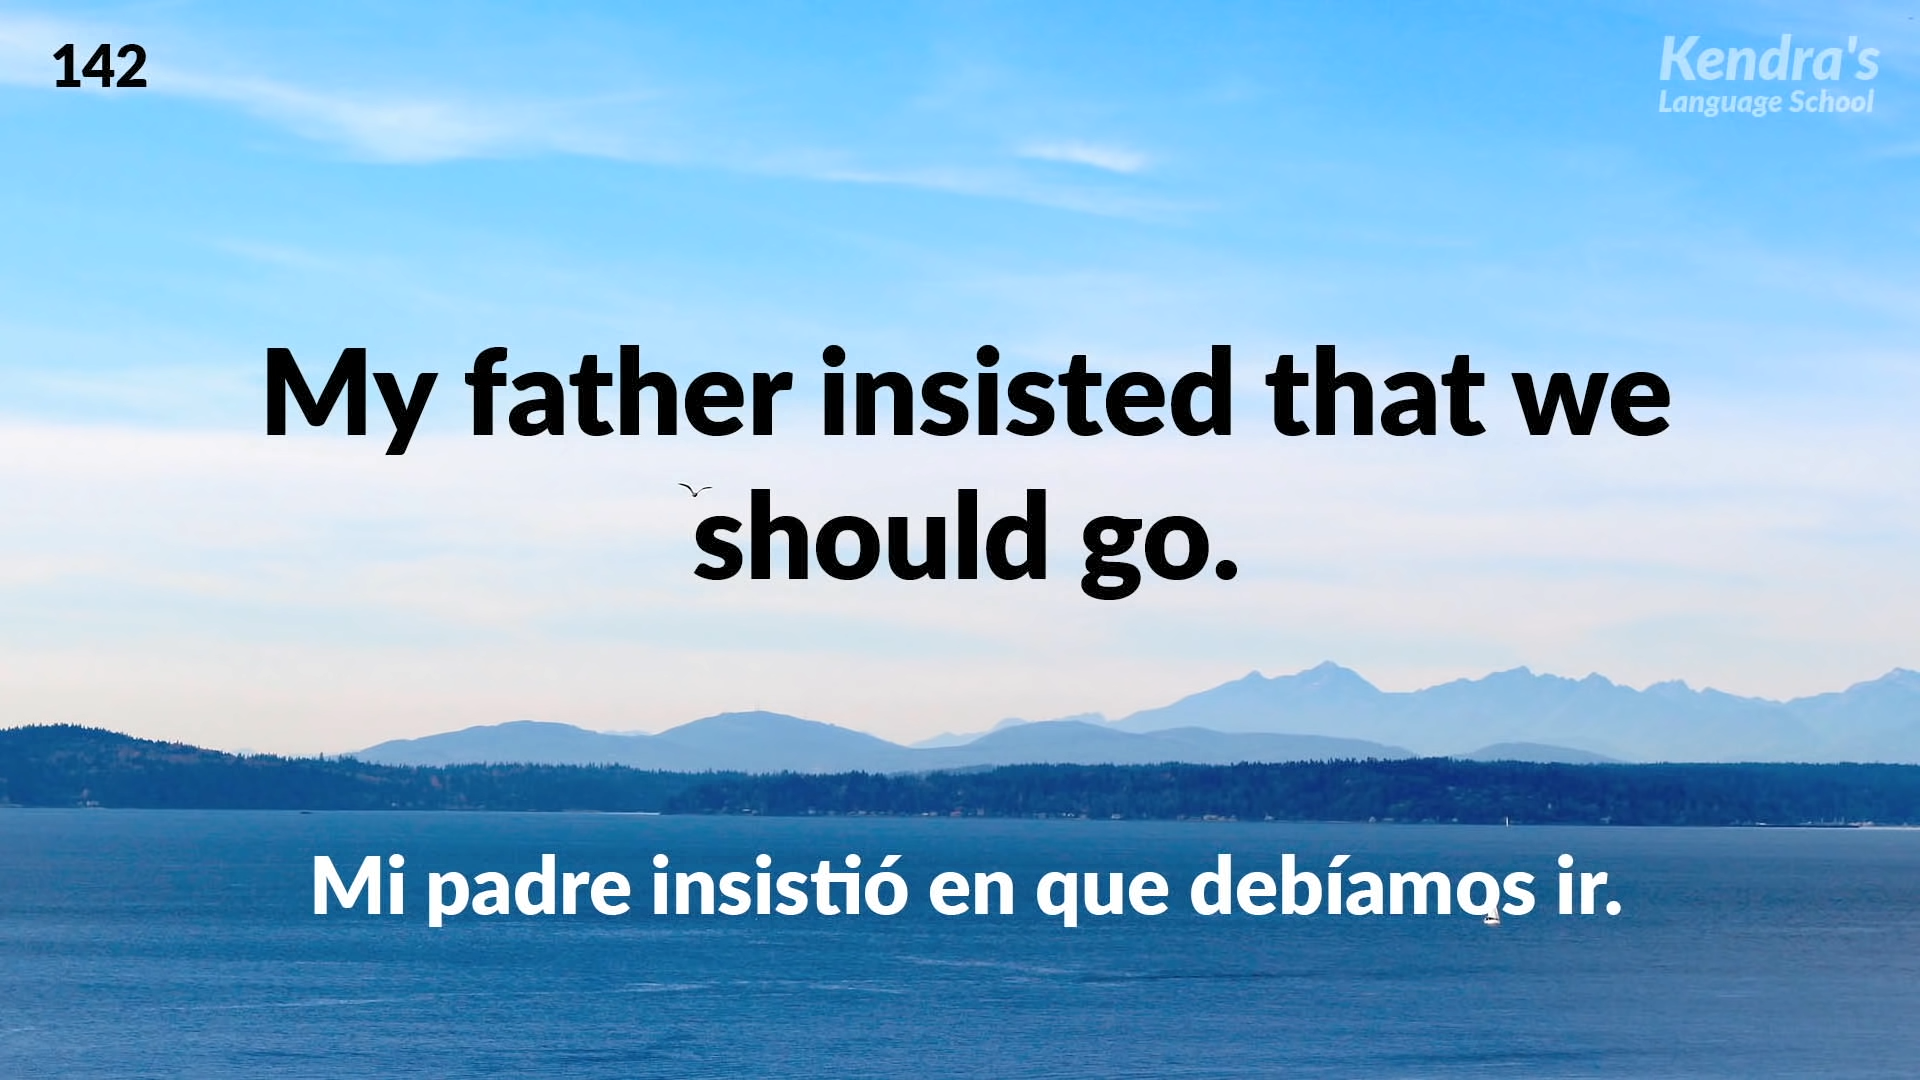 142
Kendra's
Language School
My father insisted that we
should go.
Mi padre insistió en que debíamos ir.